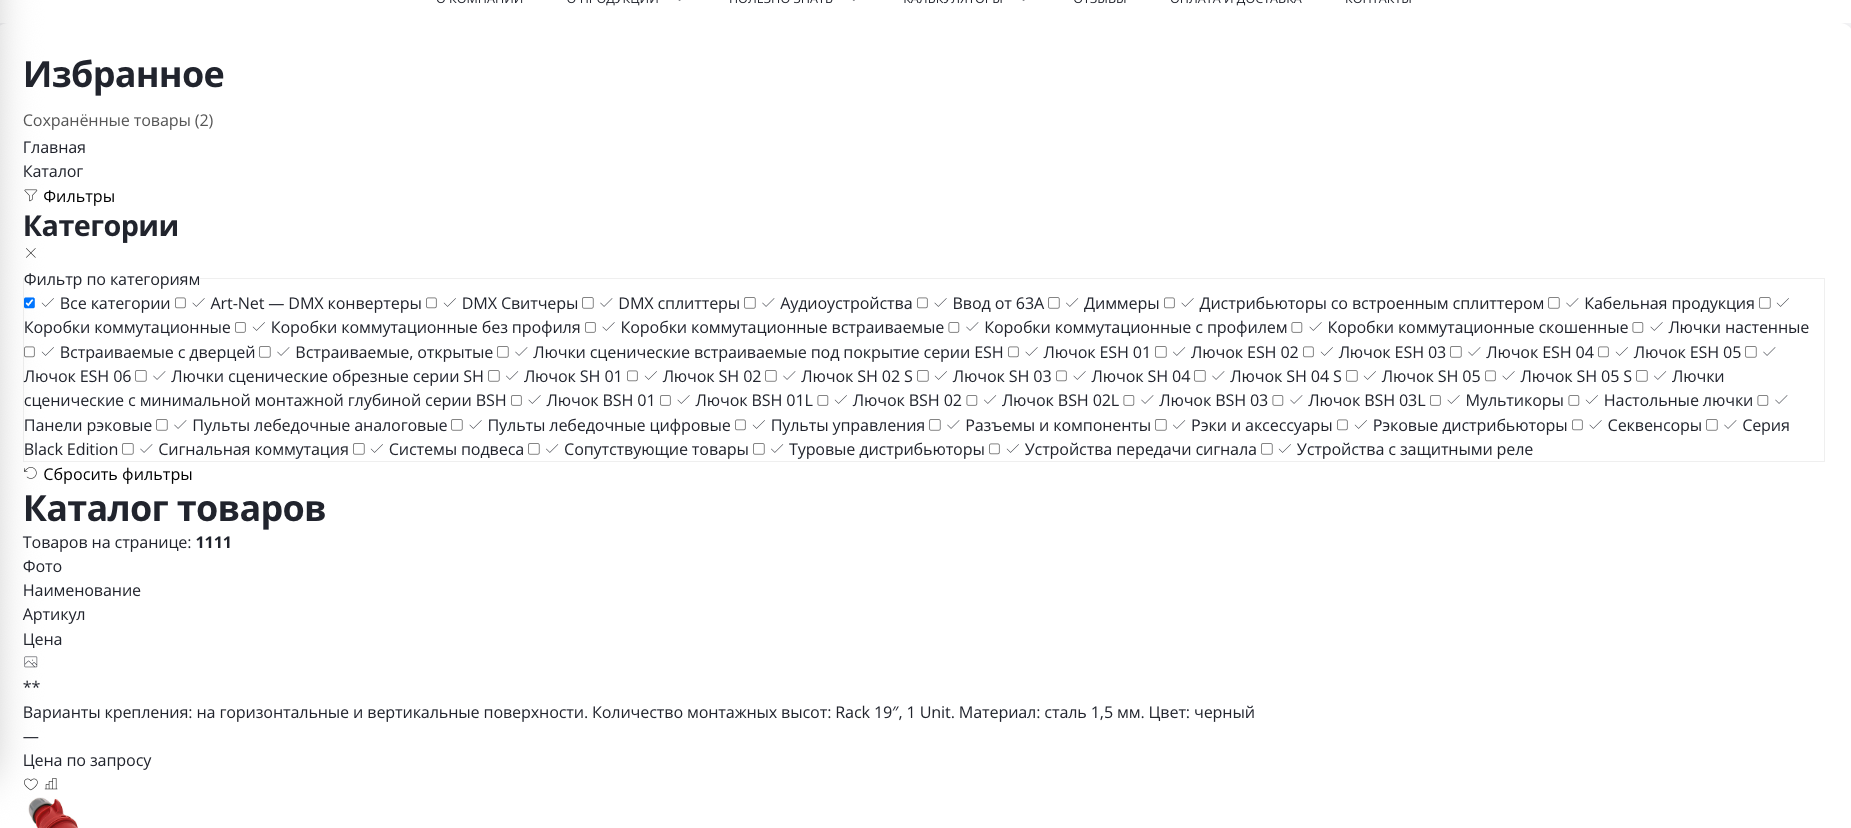 О КОМПАНИИ О ПРОДУКЦИИ ПОЛЕЗНО ЗНАТЬ КАЛЬКУЛЯТОРЫ ОТЗЫВЫ ОПЛАТА И ДОСТАВКА КОНТАКТЫ
Избранное
Сохранённые товары (2)
Главная
Каталог
Фильтры
Категории
Фильтр по категориям
Все категории Art-Net — DMX конвертеры DMX Свитчеры DMX сплиттеры Аудиоустройства Ввод от 63А Диммеры Дистрибьюторы со встроенным сплиттером Кабельная продукция
Коробки коммутационные Коробки коммутационные без профиля Коробки коммутационные встраиваемые Коробки коммутационные с профилем Коробки коммутационные скошенные Лючки настенные
Встраиваемые с дверцей Встраиваемые, открытые Лючки сценические встраиваемые под покрытие серии ESH Лючок ESH 01 Лючок ESH 02 Лючок ESH 03 Лючок ESH 04 Лючок ESH 05
Лючок ESH 06 Лючки сценические обрезные серии SH Лючок SH 01 Лючок SH 02 Лючок SH 02 S Лючок SH 03 Лючок SH 04 Лючок SH 04 S Лючок SH 05 Лючок SH 05 S Лючки
сценические с минимальной монтажной глубиной серии BSH Лючок BSH 01 Лючок BSH 01L Лючок BSH 02 Лючок BSH 02L Лючок BSH 03 Лючок BSH 03L Мультикоры Настольные лючки
Панели рэковые Пульты лебедочные аналоговые Пульты лебедочные цифровые Пульты управления Разъемы и компоненты Рэки и аксессуары Рэковые дистрибьюторы Секвенсоры Серия
Black Edition Сигнальная коммутация Системы подвеса Сопутствующие товары Туровые дистрибьюторы Устройства передачи сигнала Устройства с защитными реле
Сбросить фильтры
Каталог товаров
Товаров на странице: 1111
Фото
Наименование
Артикул
Цена
**
Варианты крепления: на горизонтальные и вертикальные поверхности. Количество монтажных высот: Rack 19″, 1 Unit. Материал: сталь 1,5 мм. Цвет: черный
—
Цена по запросу